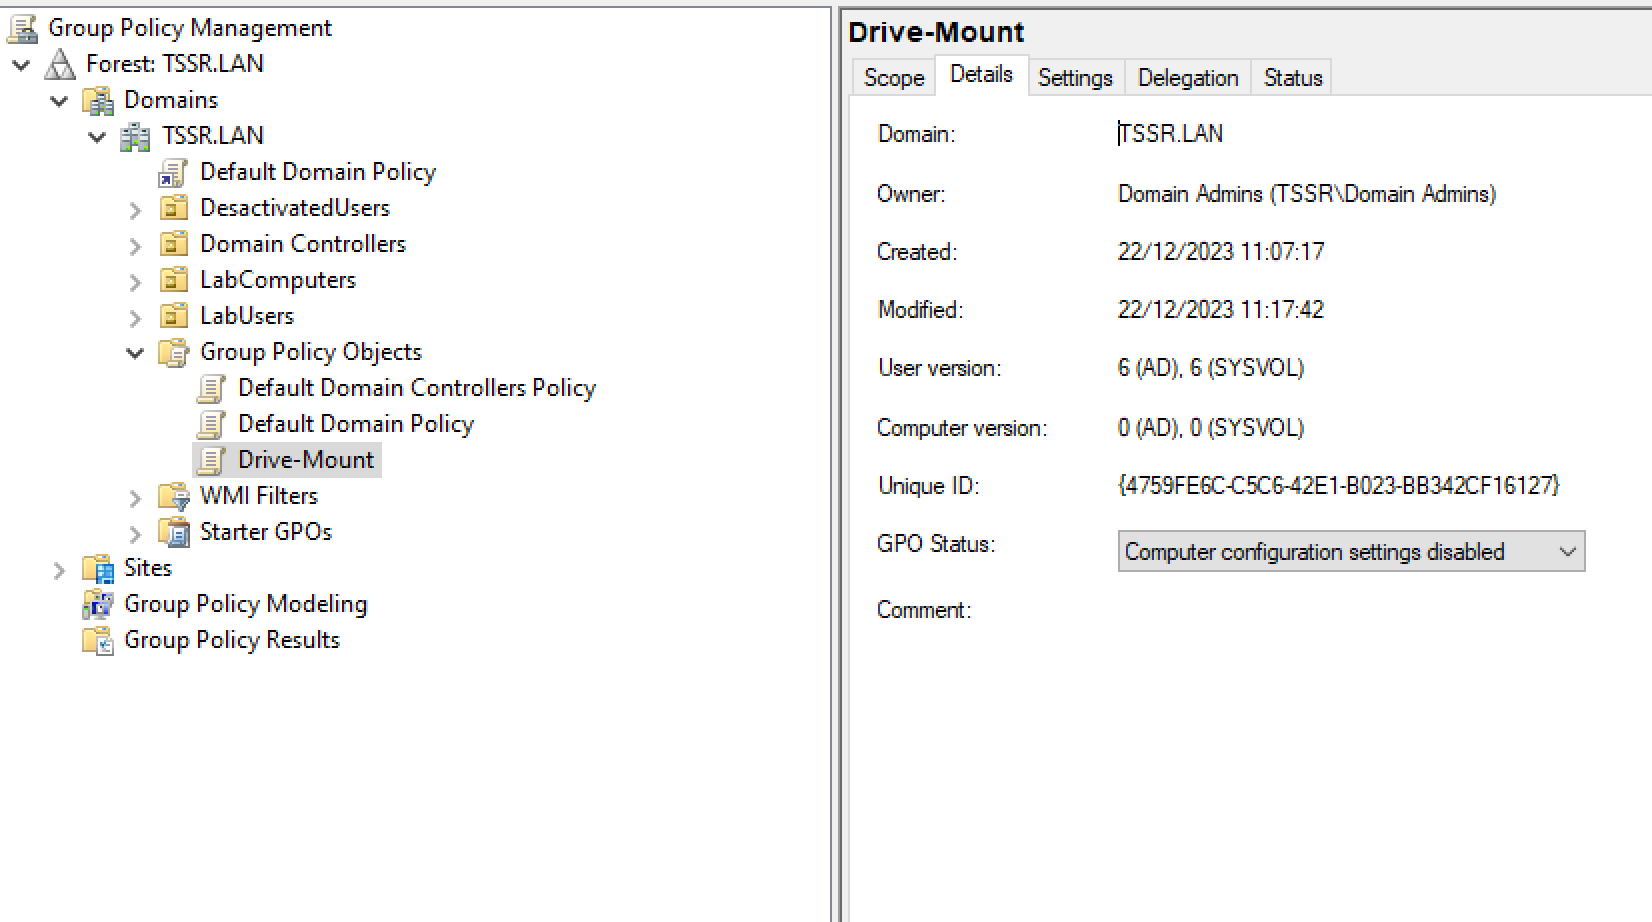 Group Policy Management
Forest: TSSR.LAN
Domains
TSSR.LAN
Default Domain Policy
DesactivatedUsers
Domain Controllers
LabComputers
LabUsers
Group Policy Objects
Default Domain Controllers Policy
Default Domain Policy
Drive-Mount
WMI Filters
Starter GPOs
Sites
Group Policy Modeling
Group Policy Results
Drive-Mount
Scope Details Settings Delegation Status
Domain: TSSR.LAN
Owner: Domain Admins (TSSR\Domain Admins)
Created: 22/12/2023 11:07:17
Modified: 22/12/2023 11:17:42
User version: 6 (AD), 6 (SYSVOL)
Computer version: 0 (AD), 0 (SYSVOL)
Unique ID: {4759FE6C-C5C6-42E1-B023-BB342CF16127}
GPO Status: Computer configuration settings disabled
Comment: